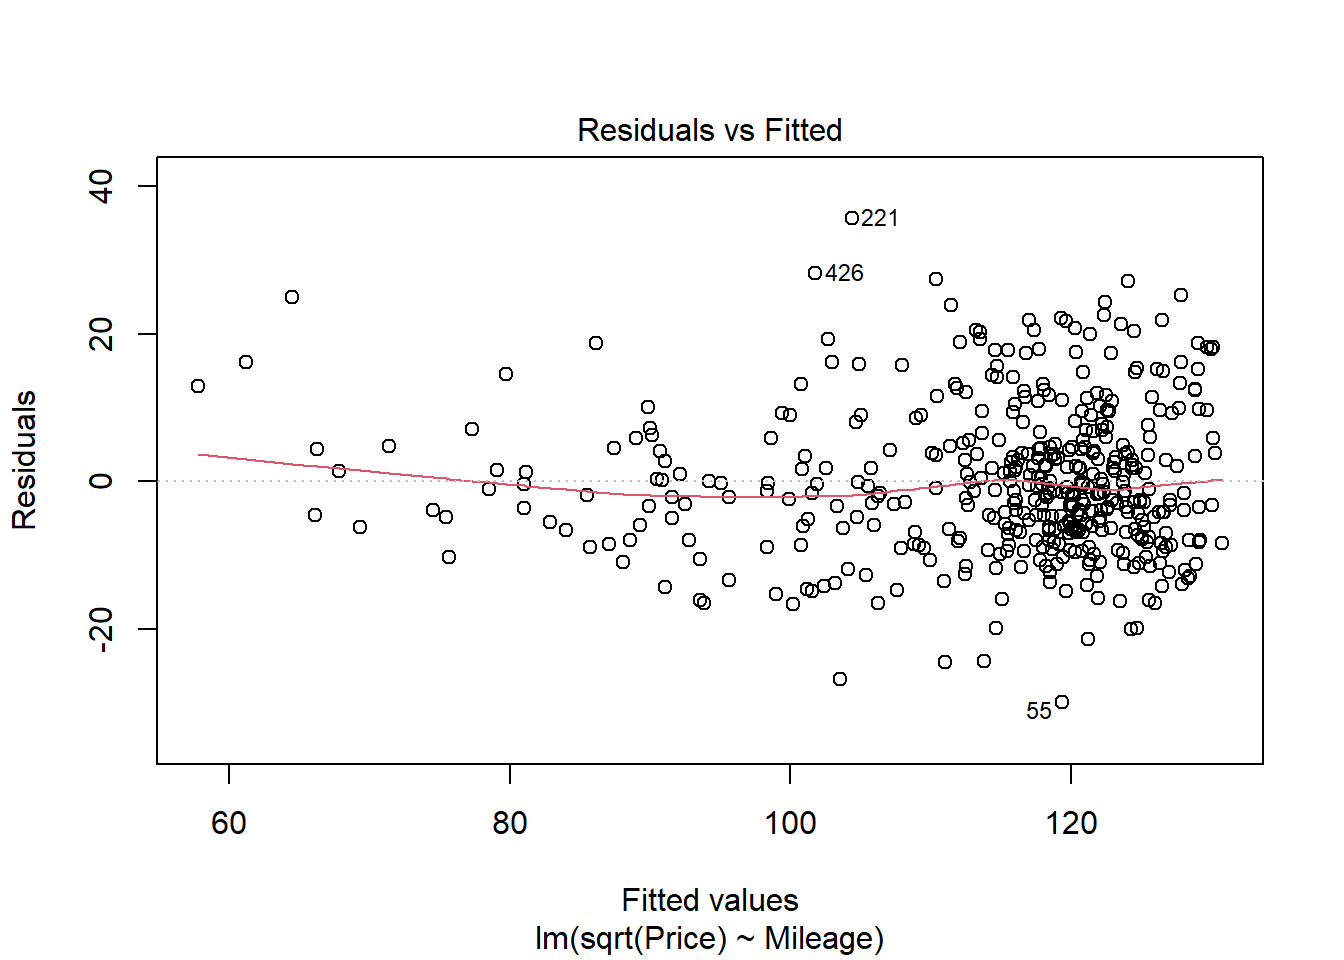 Residuals vs Fitted
Residuals
40
20
0
-20
221
426
55
60 80 100 120
Fitted values
lm(sqrt(Price) ~ Mileage)